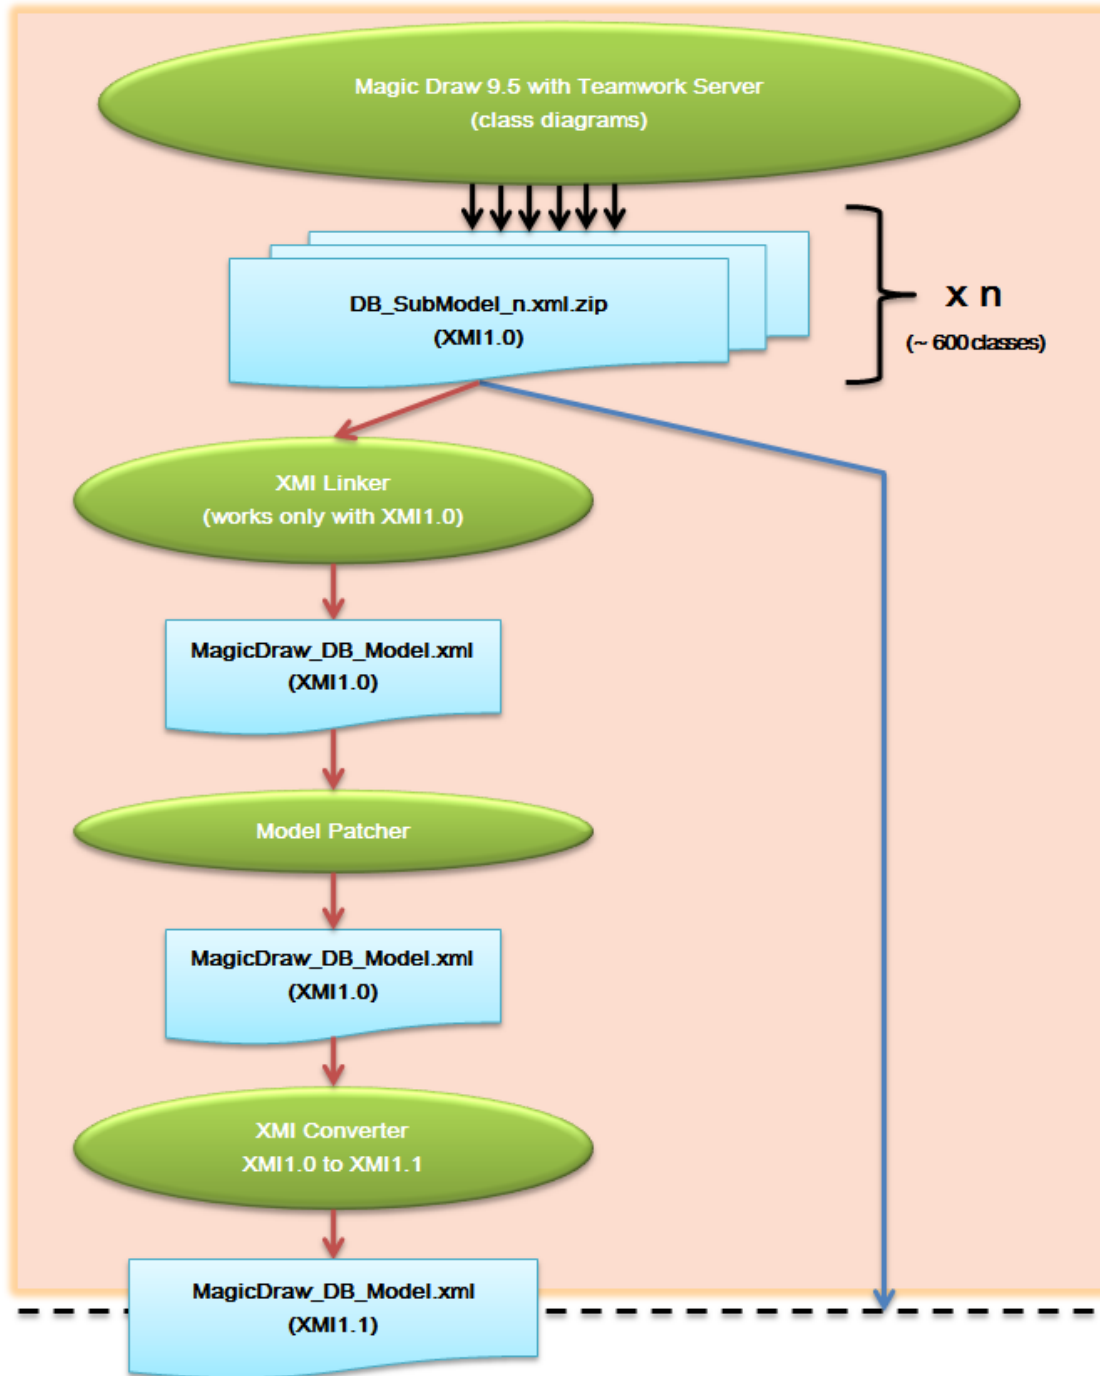 Magic Draw 9.5 with Teamwork Server
(class diagrams)
DB_SubModel_n.xml.zip
(XMI1.0)
x n
(~ 600 classes)
XMI Linker
(works only with XMI1.0)
MagicDraw_DB_Model.xml
(XMI1.0)
Model Patcher
MagicDraw_DB_Model.xml
(XMI1.0)
XMI Converter
XMI1.0 to XMI1.1
MagicDraw_DB_Model.xml
(XMI1.1)